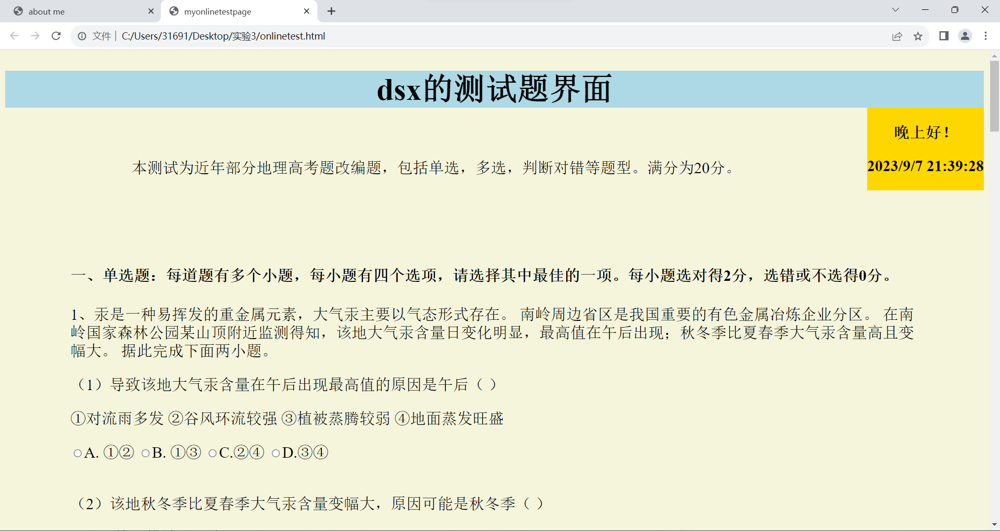 about me
myonlinetestpage
文件 | C:/Users/31691/Desktop/实验3/onlinetest.html
dsx的测试题界面
晚上好！
2023/9/7 21:39:28
本测试为近年部分地理高考题改编题，包括单选，多选，判断对错等题型。满分为20分。
一、单选题：每道题有多个小题，每小题有四个选项，请选择其中最佳的一项。每小题选对得2分，选错或不选得0分。
1、汞是一种易挥发的重金属元素，大气汞主要以气态形式存在。 南岭周边省区是我国重要的有色金属冶炼企业分区。 在南
岭国家森林公园某山顶附近监测得知，该地大气汞含量日变化明显，最高值在午后出现；秋冬季比夏春季大气汞含量高且变
幅大。 据此完成下面两小题。
（1）导致该地大气汞含量在午后出现最高值的原因是午后（ ）
①对流雨多发 ②谷风环流较强 ③植被蒸腾较弱 ④地面蒸发旺盛
A. ①② B. ①③ C.②④ D.③④
（2）该地秋冬季比夏春季大气汞含量变幅大，原因可能是秋冬季（ ）